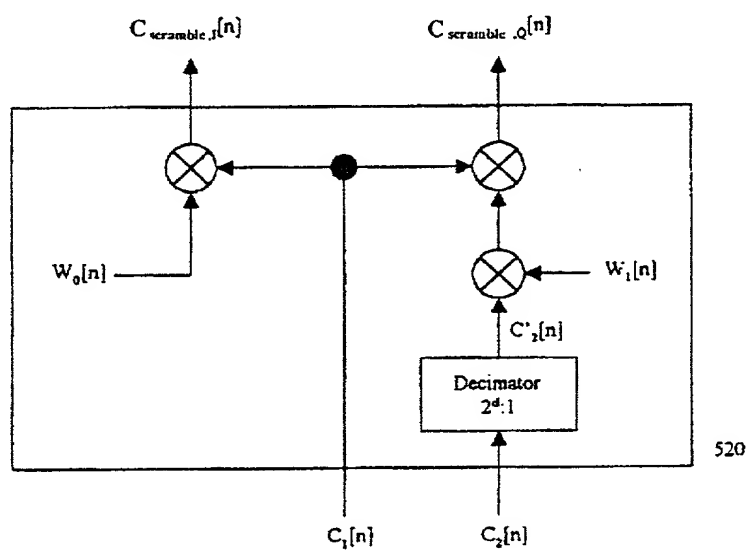 C scramble,I[n]
C scramble,Q[n]
W₀[n]
W₁[n]
C'₂[n]
Decimator
2ᵈ:1
520
C₁[n]
C₂[n]